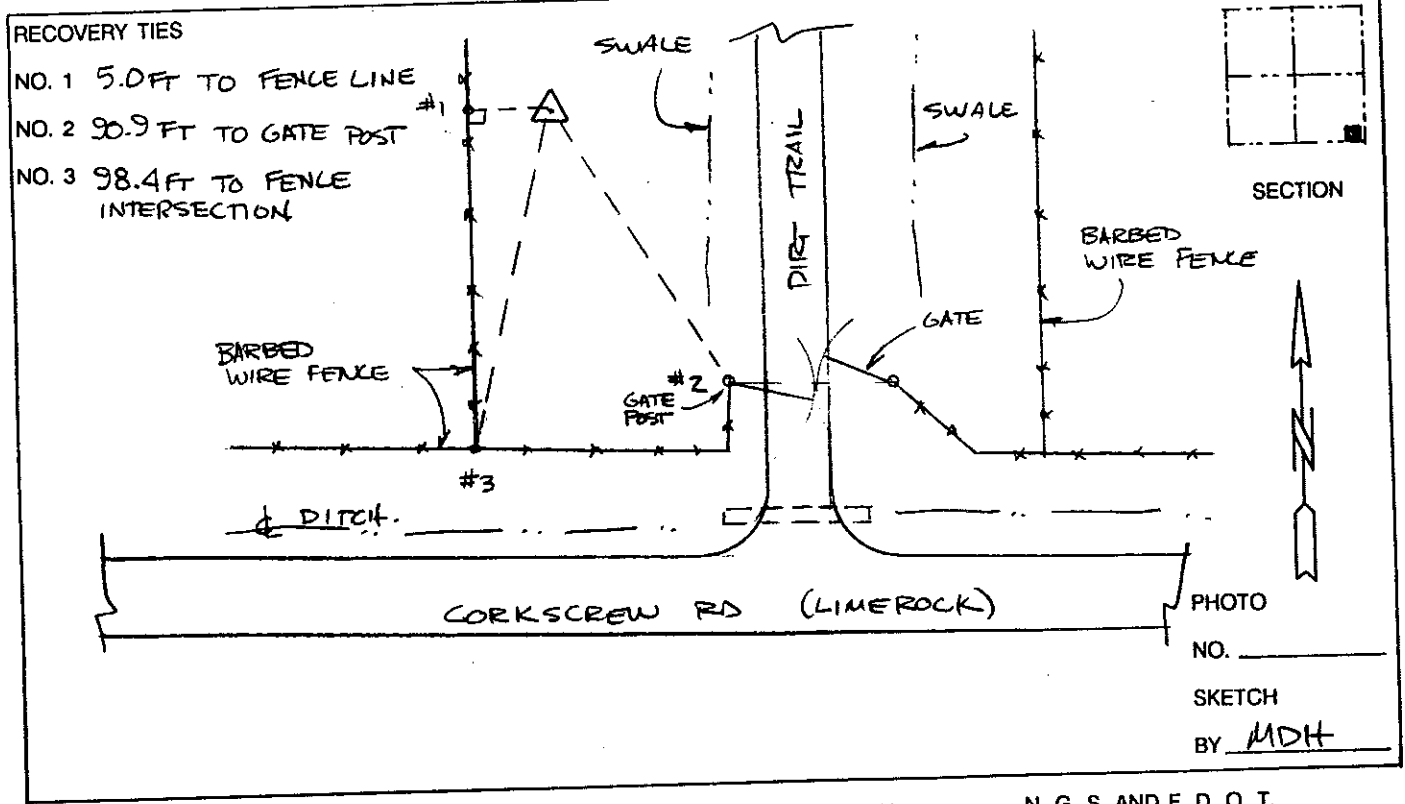 RECOVERY TIES
NO. 1 5.0FT TO FENCE LINE
NO. 2 90.9 FT TO GATE POST
NO. 3 98.4FT TO FENCE
INTERSECTION
#1
SWALE
SWALE
DIRT TRAIL
SECTION
BARBED
WIRE FENCE
GATE
BARBED
WIRE FENCE
#2
GATE
POST
#3
℄ DITCH.
N
CORKSCREW RD (LIMEROCK)
PHOTO
NO.
SKETCH
BY MDH
N. G. S. AND F. D. O. T.